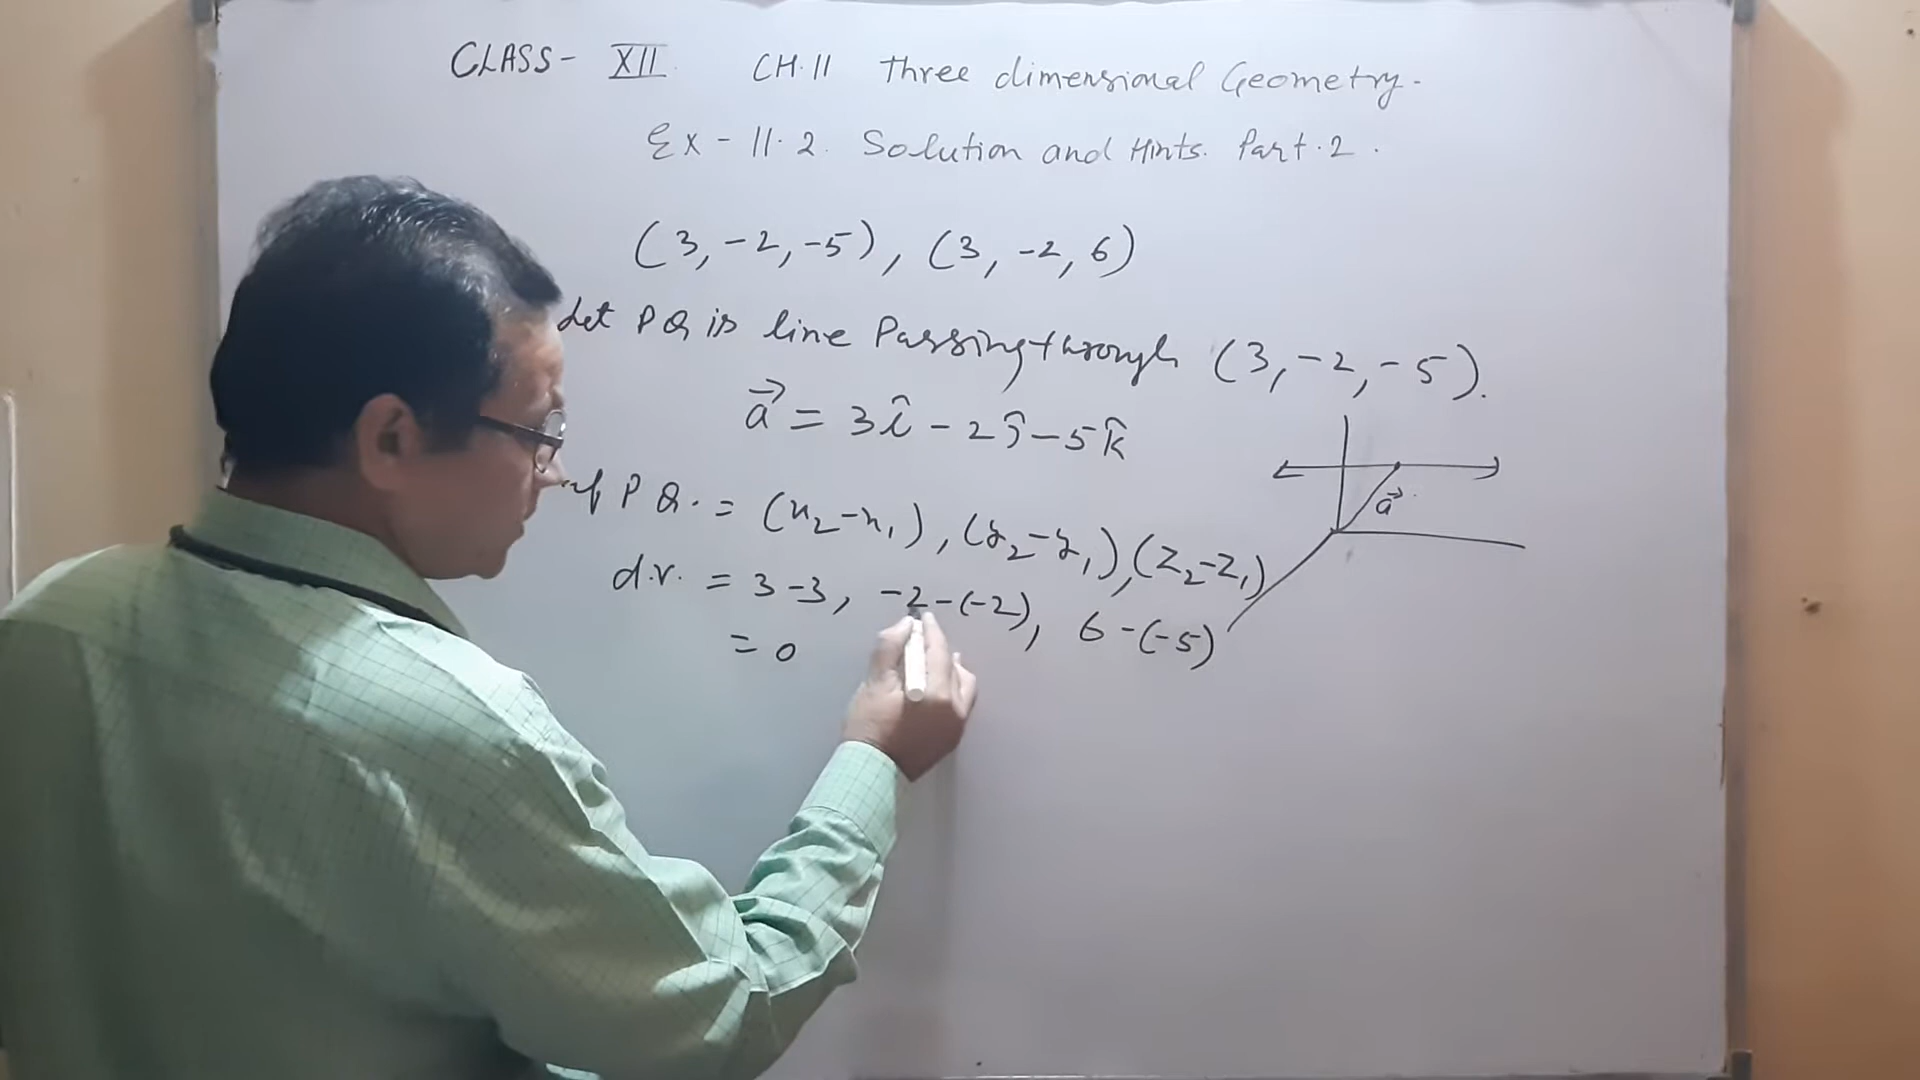 CLASS- XII CH.11 Three dimensional Geometry.
Ex - 11.2. Solution and Hints. Part.2.
(3, -2, -5), (3, -2, 6)
Let PQ is line Passing through (3, -2, -5).
a⃗ = 3î - 2ĵ - 5k̂
a⃗
of PQ. = (x₂-x₁), (y₂-y₁), (z₂-z₁)
d.r. = 3-3, -2-(-2), 6-(-5)
= 0